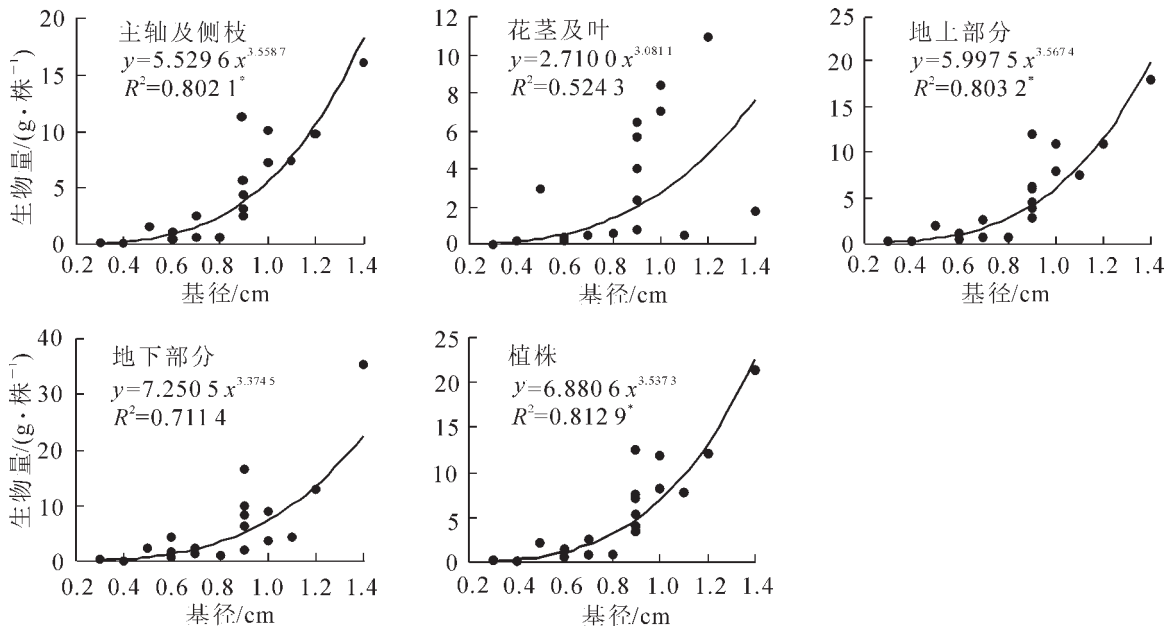 主轴及侧枝
y=5.529 6 x^3.558 7
R²=0.802 1*
生物量/(g·株⁻¹)
20
15
10
5
0
0.2 0.4 0.6 0.8 1.0 1.2 1.4
基径/cm
花茎及叶
y=2.710 0 x^3.081 1
R²=0.524 3
12
10
8
6
4
2
0
0.2 0.4 0.6 0.8 1.0 1.2 1.4
基径/cm
地上部分
y=5.997 5 x^3.567 4
R²=0.803 2*
25
20
15
10
5
0
0.2 0.4 0.6 0.8 1.0 1.2 1.4
基径/cm
地下部分
y=7.250 5 x^3.374 5
R²=0.711 4
生物量/(g·株⁻¹)
40
30
20
10
0
0.2 0.4 0.6 0.8 1.0 1.2 1.4
基径/cm
植株
y=6.880 6 x^3.537 3
R²=0.812 9*
25
20
15
10
5
0
0.2 0.4 0.6 0.8 1.0 1.2 1.4
基径/cm